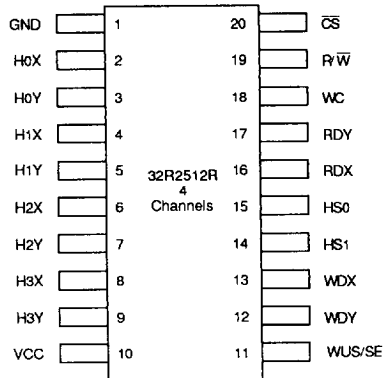 GND 1 20 C̅S̅
H0X 2 19 R/W̅
H0Y 3 18 WC
H1X 4 17 RDY
H1Y 5 16 RDX
32R2512R
4
Channels
H2X 6 15 HS0
H2Y 7 14 HS1
H3X 8 13 WDX
H3Y 9 12 WDY
VCC 10 11 WUS/SE